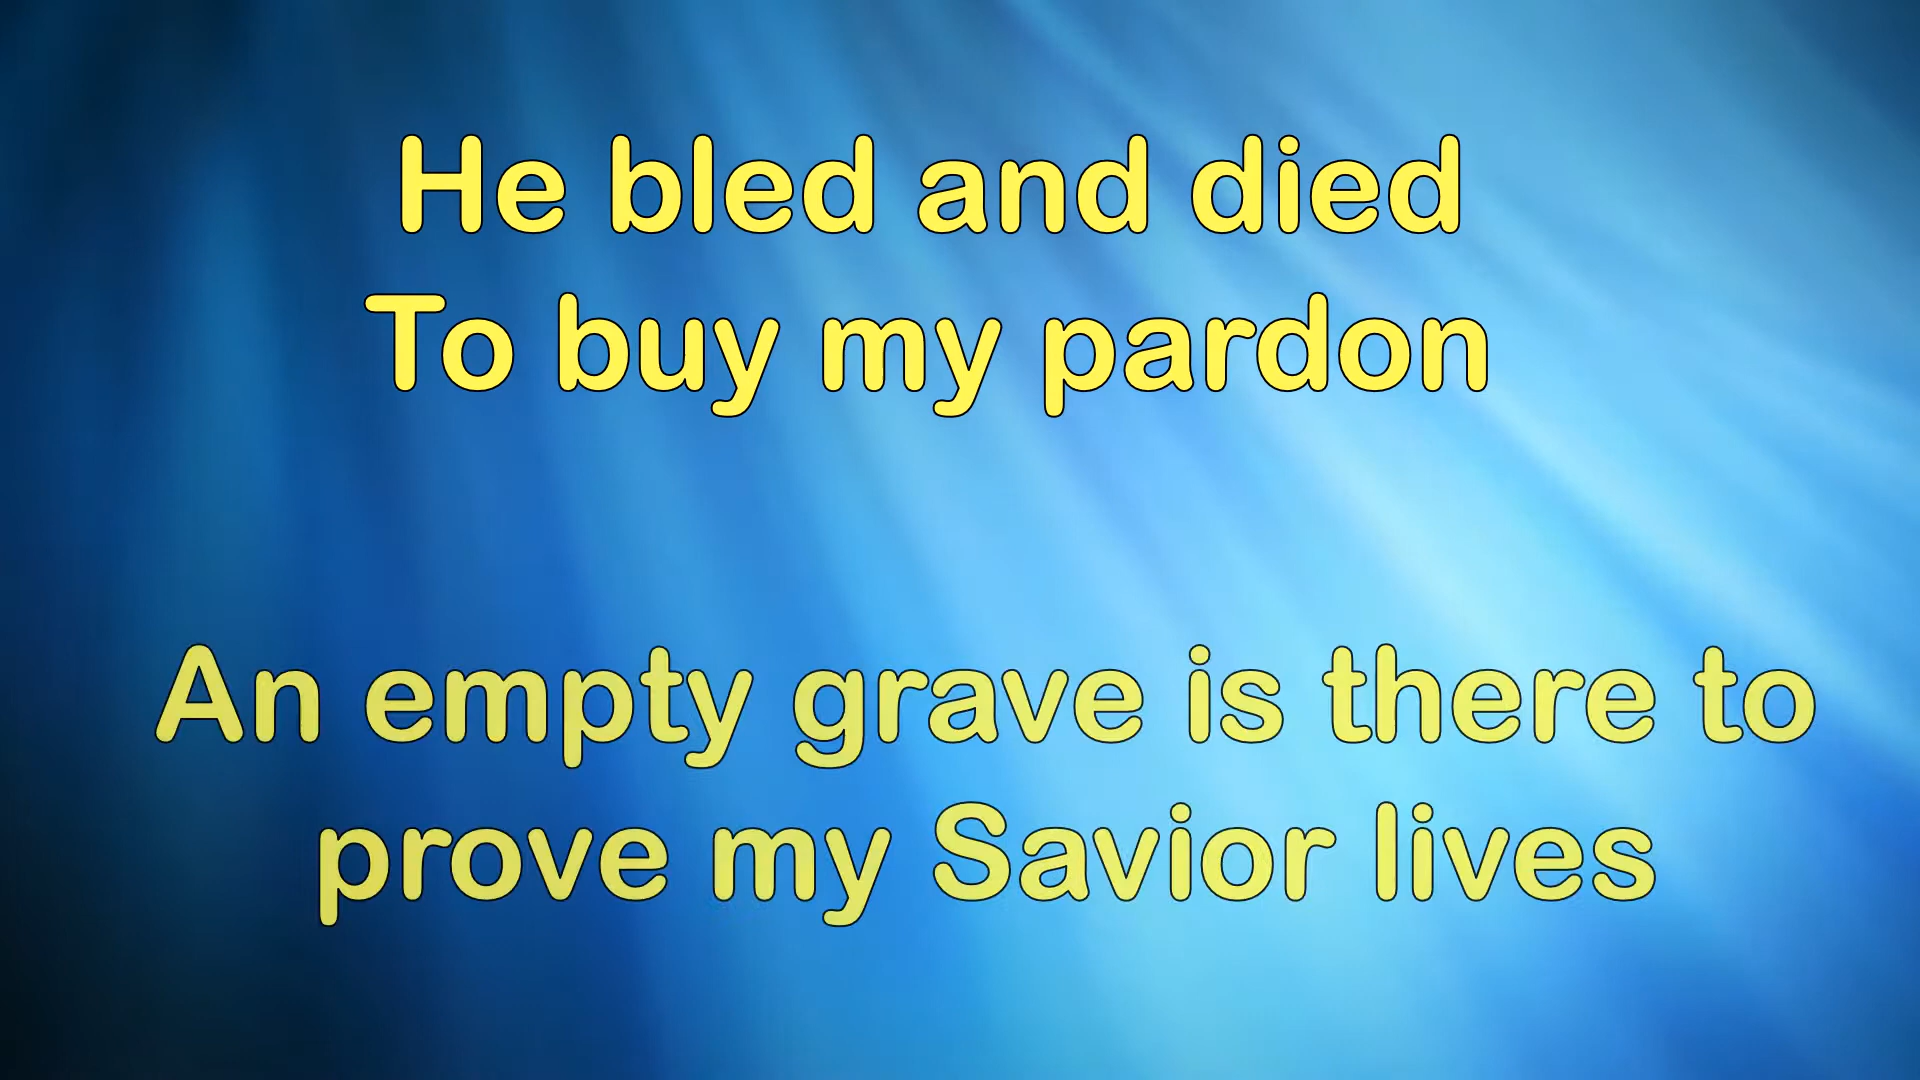 He bled and died
To buy my pardon
An empty grave is there to
prove my Savior lives